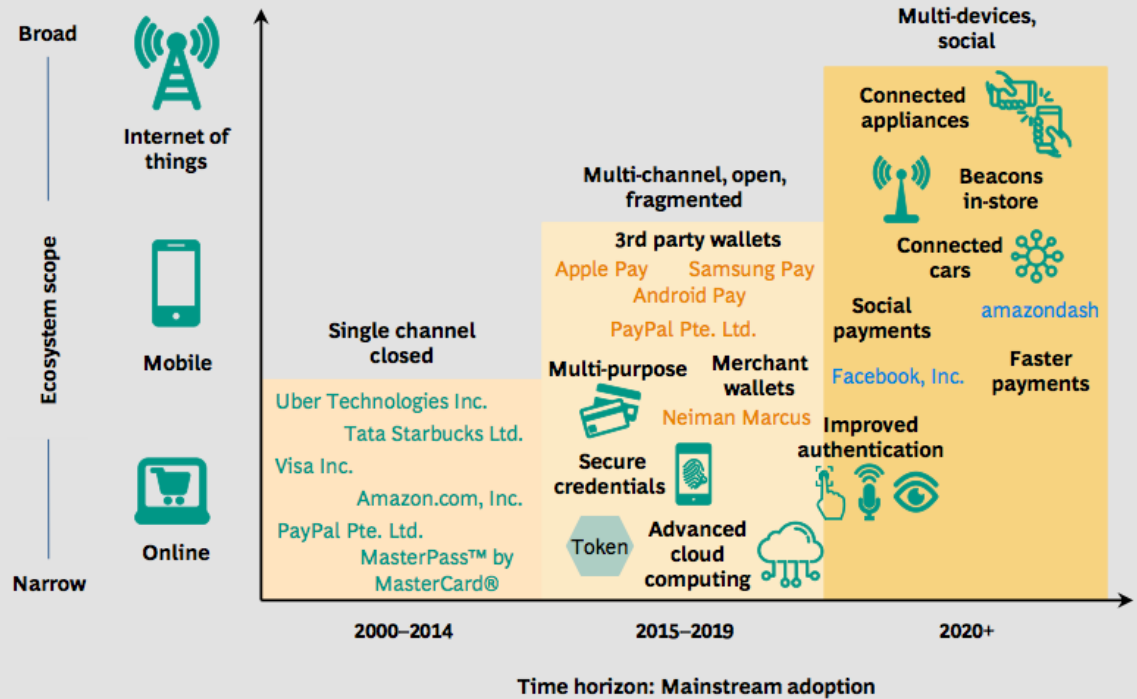 Broad
Internet of
things
Ecosystem scope
Mobile
Online
Narrow
Single channel
closed
Uber Technologies Inc.
Tata Starbucks Ltd.
Visa Inc.
Amazon.com, Inc.
PayPal Pte. Ltd.
MasterPass™ by
MasterCard®
Multi-channel, open,
fragmented
3rd party wallets
Apple Pay
Samsung Pay
Android Pay
PayPal Pte. Ltd.
Multi-purpose
Merchant
wallets
Neiman Marcus
Secure
credentials
Token
Advanced
cloud
computing
Multi-devices,
social
Connected
appliances
Beacons
in-store
Connected
cars
Social
payments
amazondash
Facebook, Inc.
Faster
payments
Improved
authentication
2000–2014
2015–2019
2020+
Time horizon: Mainstream adoption